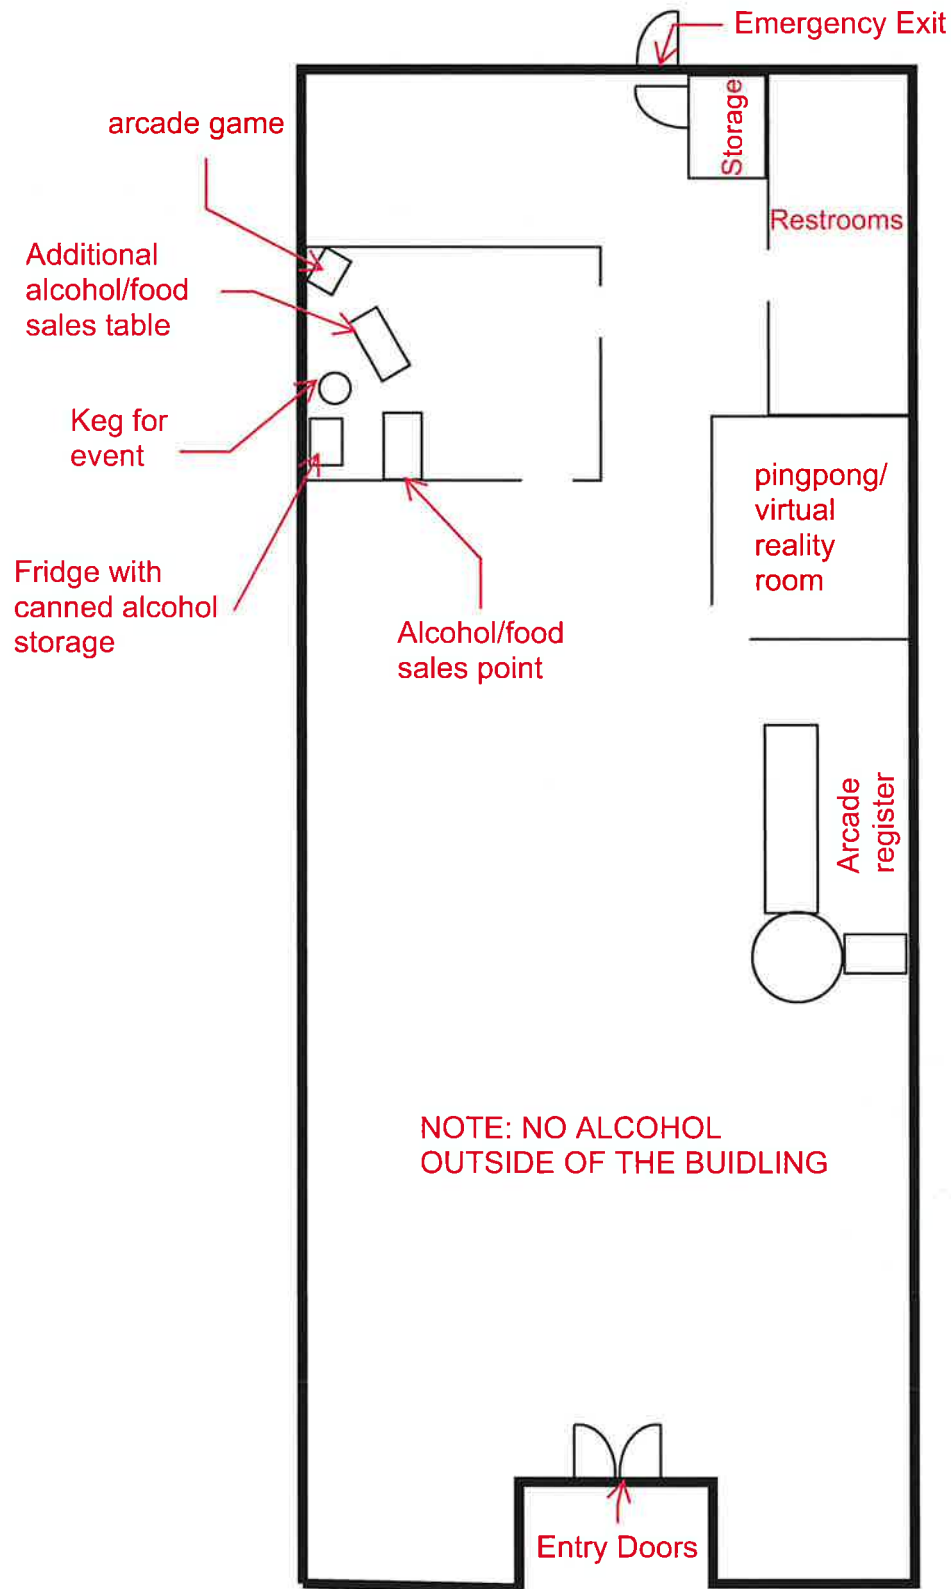 Emergency Exit
Storage
arcade game
Restrooms
Additional
alcohol/food
sales table
Keg for
event
pingpong/
virtual
reality
room
Fridge with
canned alcohol
storage
Alcohol/food
sales point
Arcade
register
NOTE: NO ALCOHOL
OUTSIDE OF THE BUIDLING
Entry Doors